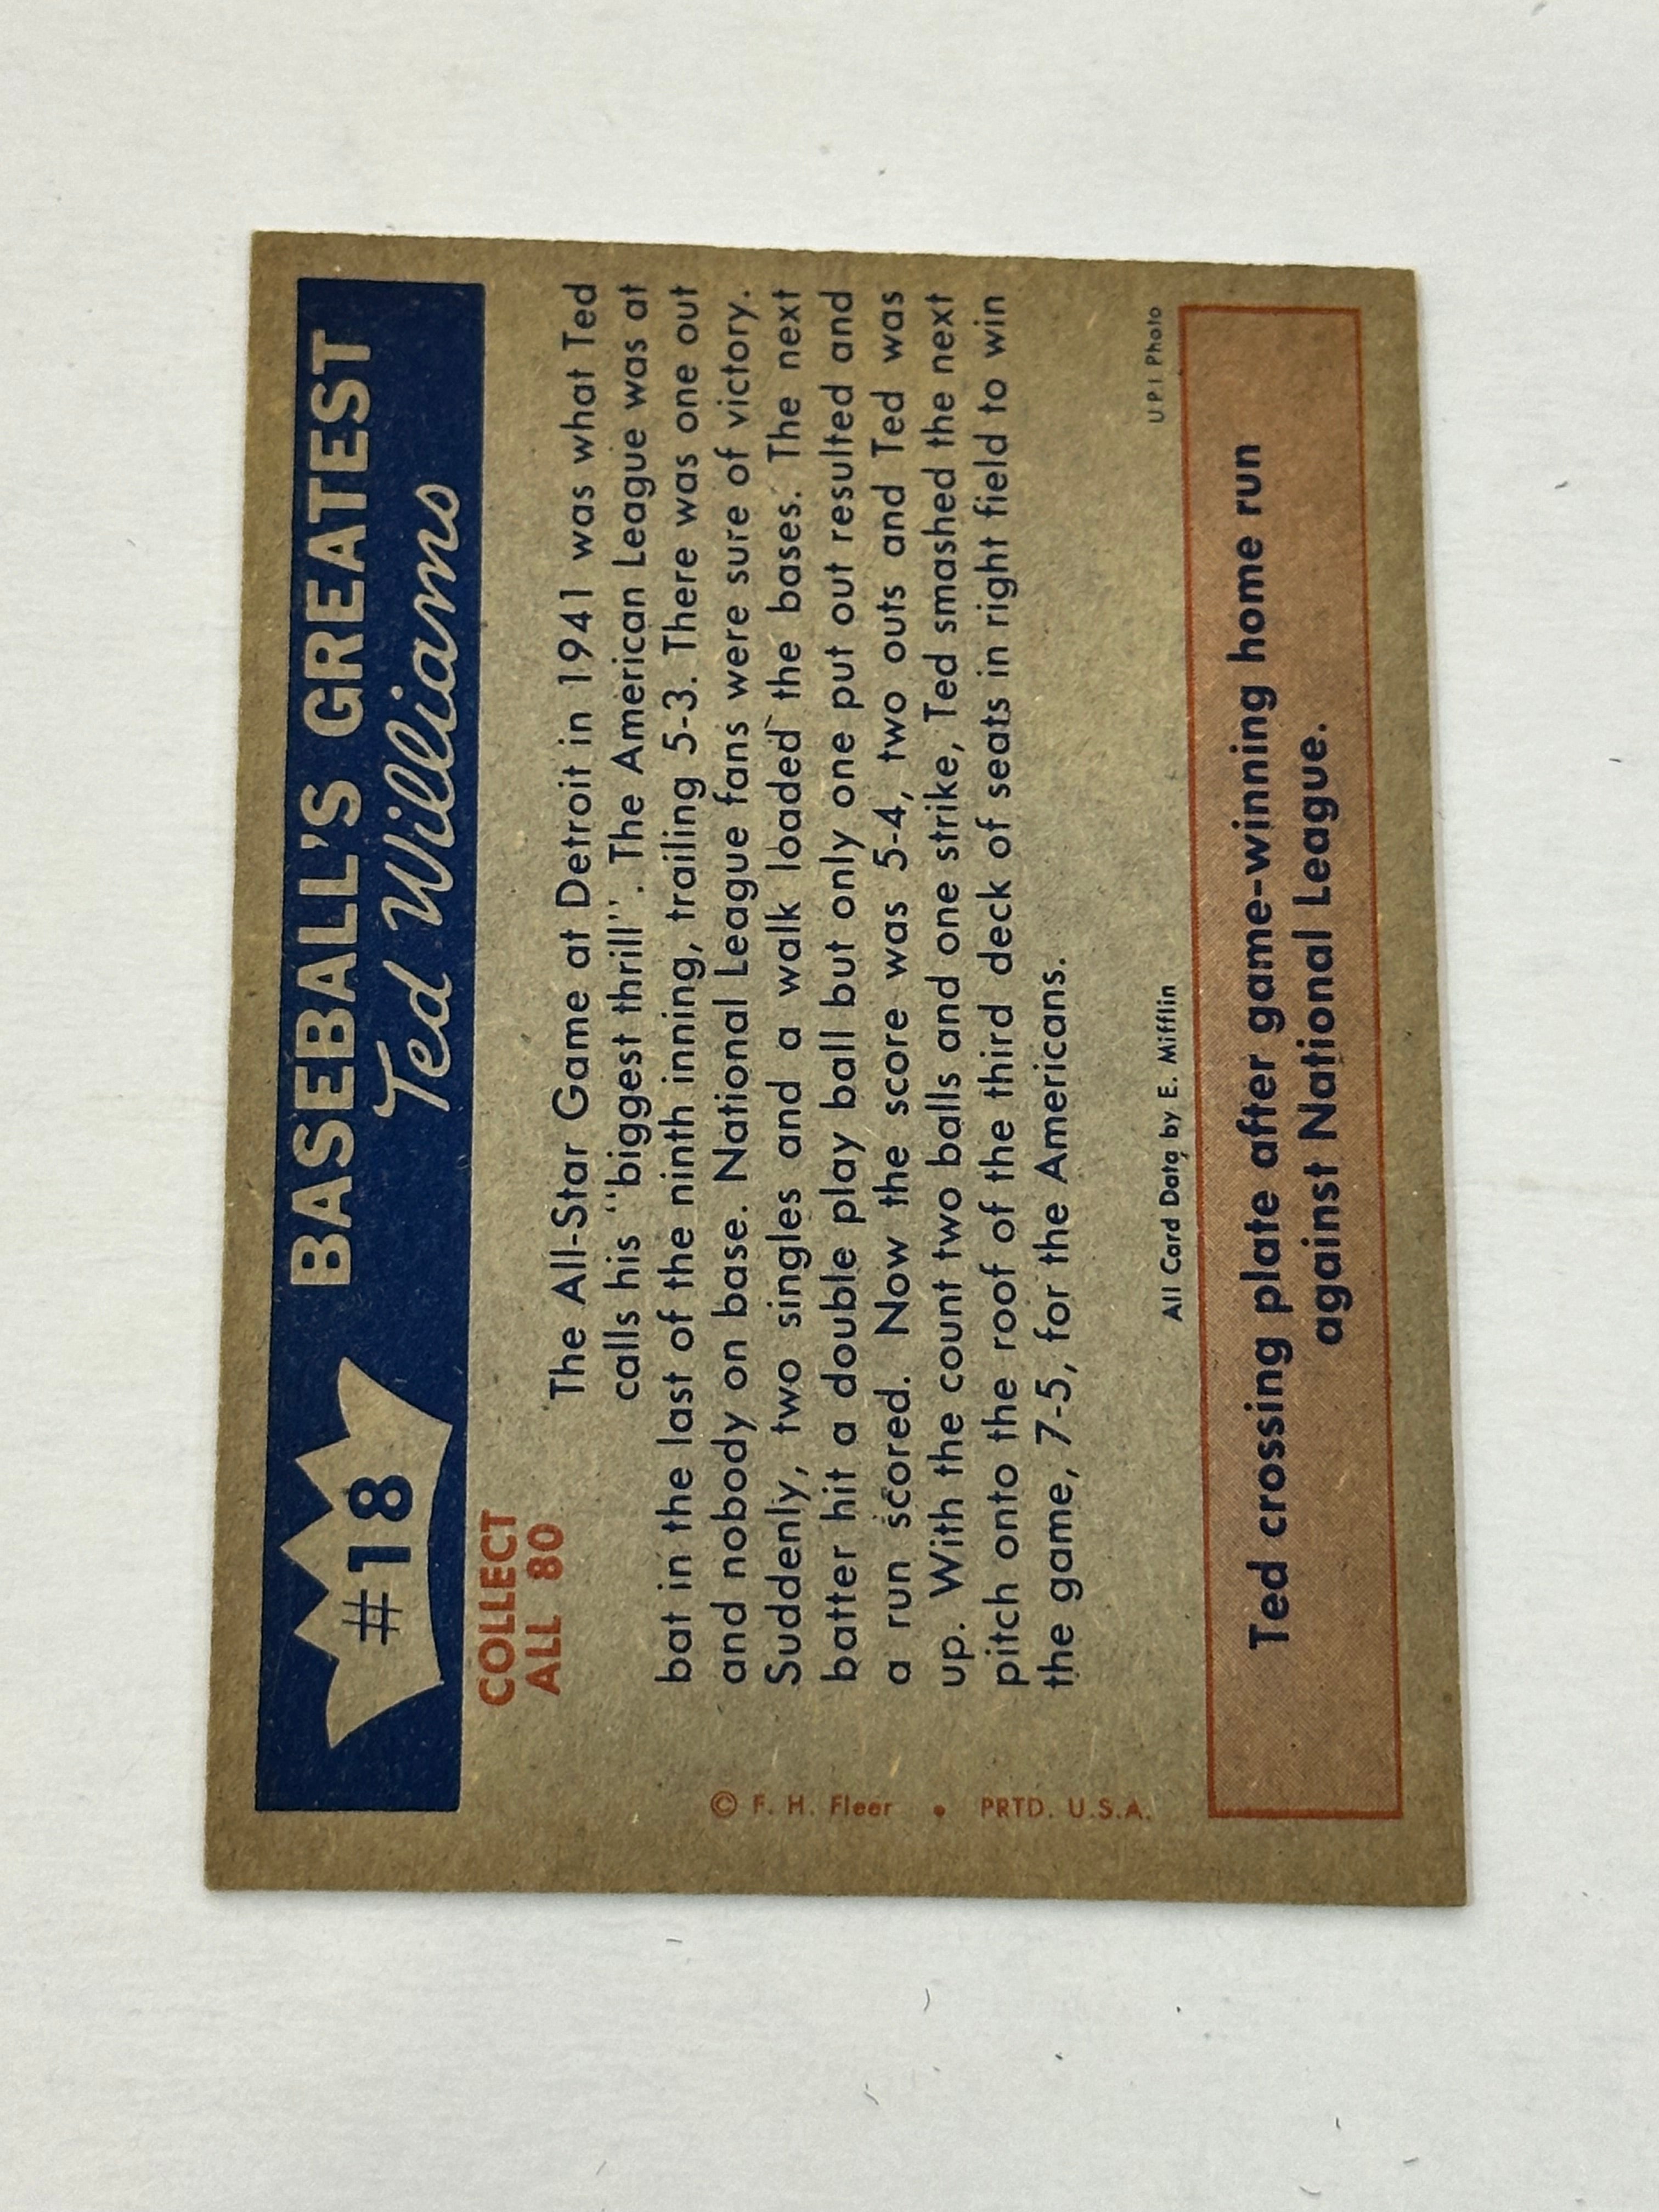 #18
BASEBALL'S GREATEST
Ted Williams
COLLECT
ALL 80
The All-Star Game at Detroit in 1941 was what Ted
calls his "biggest thrill". The American League was at
bat in the last of the ninth inning, trailing 5-3. There was one out
and nobody on base. National League fans were sure of victory.
Suddenly, two singles and a walk loaded the bases. The next
batter hit a double play ball but only one put out resulted and
a run scored. Now the score was 5-4, two outs and Ted was
up. With the count two balls and one strike, Ted smashed the next
pitch onto the roof of the third deck of seats in right field to win
the game, 7-5, for the Americans.
All Card Data by E. Mifflin
U.P.I. Photo
© F. H. Fleer • PRTD. U.S.A.
Ted crossing plate after game-winning home run
against National League.